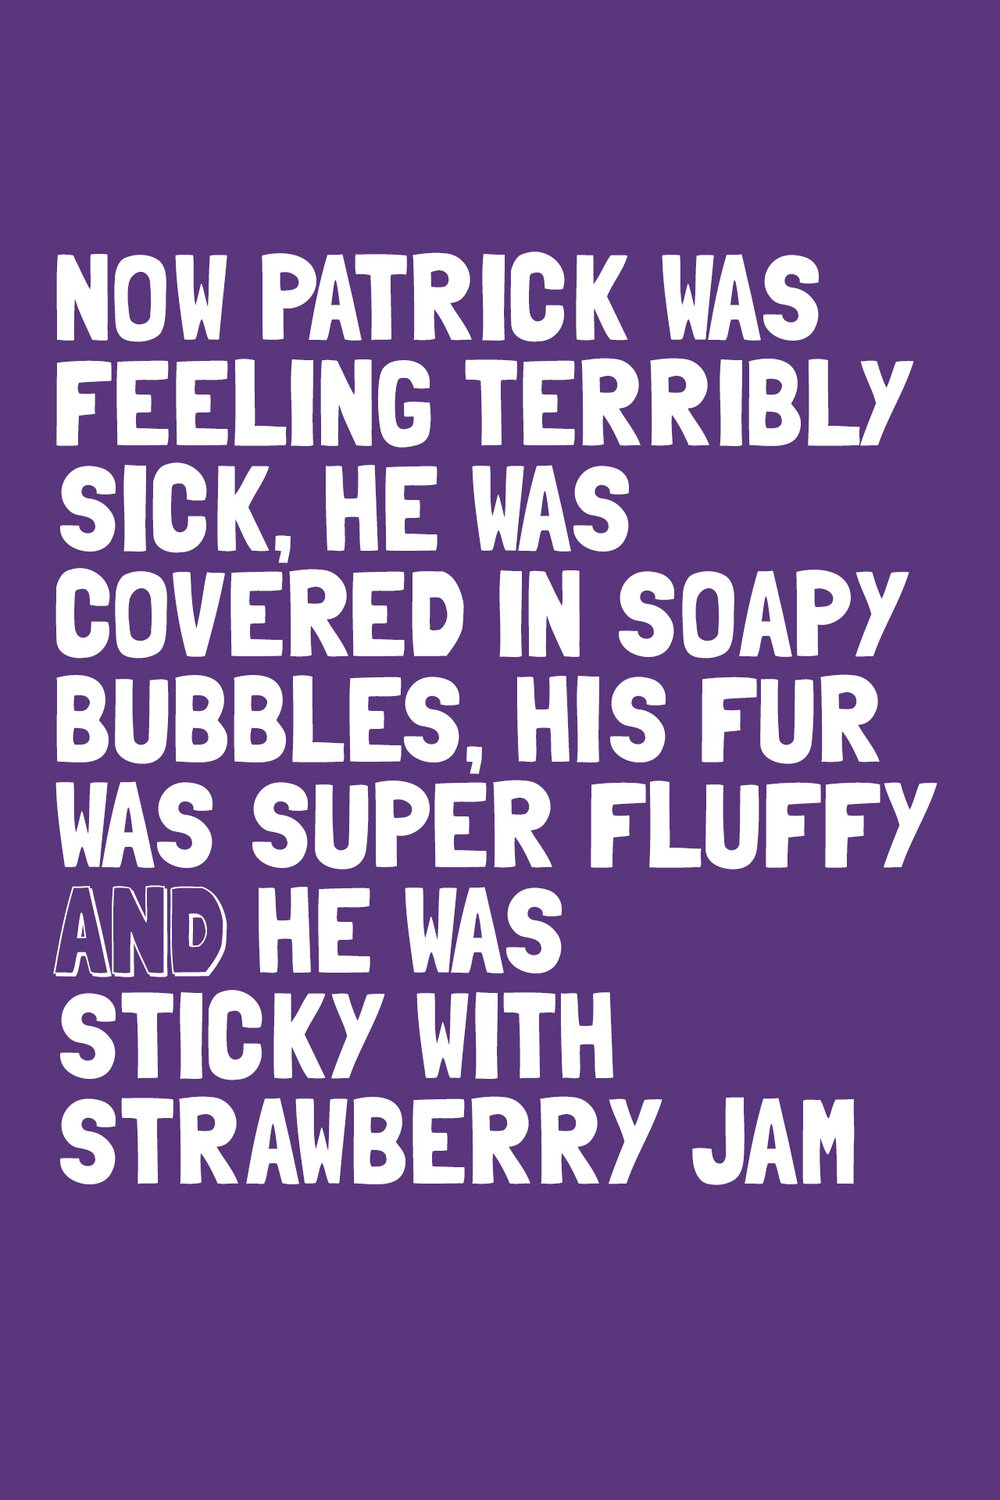 NOW PATRICK WAS
FEELING TERRIBLY
SICK, HE WAS
COVERED IN SOAPY
BUBBLES, HIS FUR
WAS SUPER FLUFFY
AND HE WAS
STICKY WITH
STRAWBERRY JAM